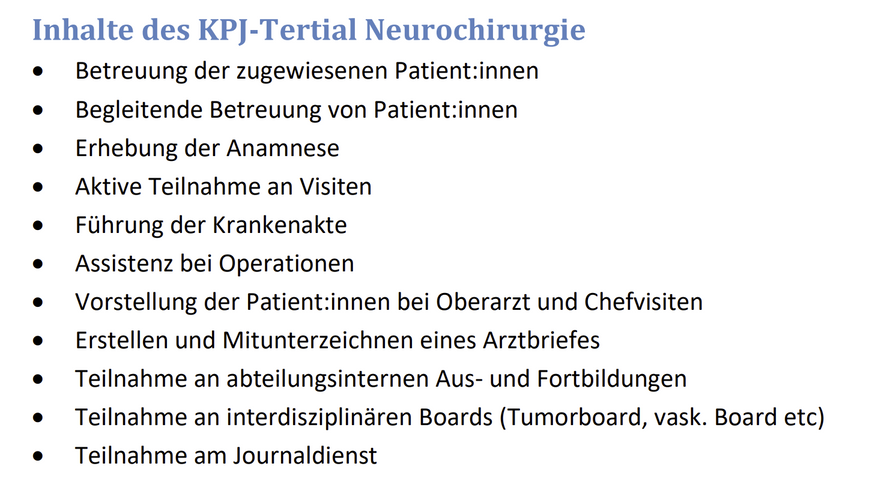 Inhalte des KPJ-Tertial Neurochirurgie
• Betreuung der zugewiesenen Patient:innen
• Begleitende Betreuung von Patient:innen
• Erhebung der Anamnese
• Aktive Teilnahme an Visiten
• Führung der Krankenakte
• Assistenz bei Operationen
• Vorstellung der Patient:innen bei Oberarzt und Chefvisiten
• Erstellen und Mitunterzeichnen eines Arztbriefes
• Teilnahme an abteilungsinternen Aus- und Fortbildungen
• Teilnahme an interdisziplinären Boards (Tumorboard, vask. Board etc)
• Teilnahme am Journaldienst